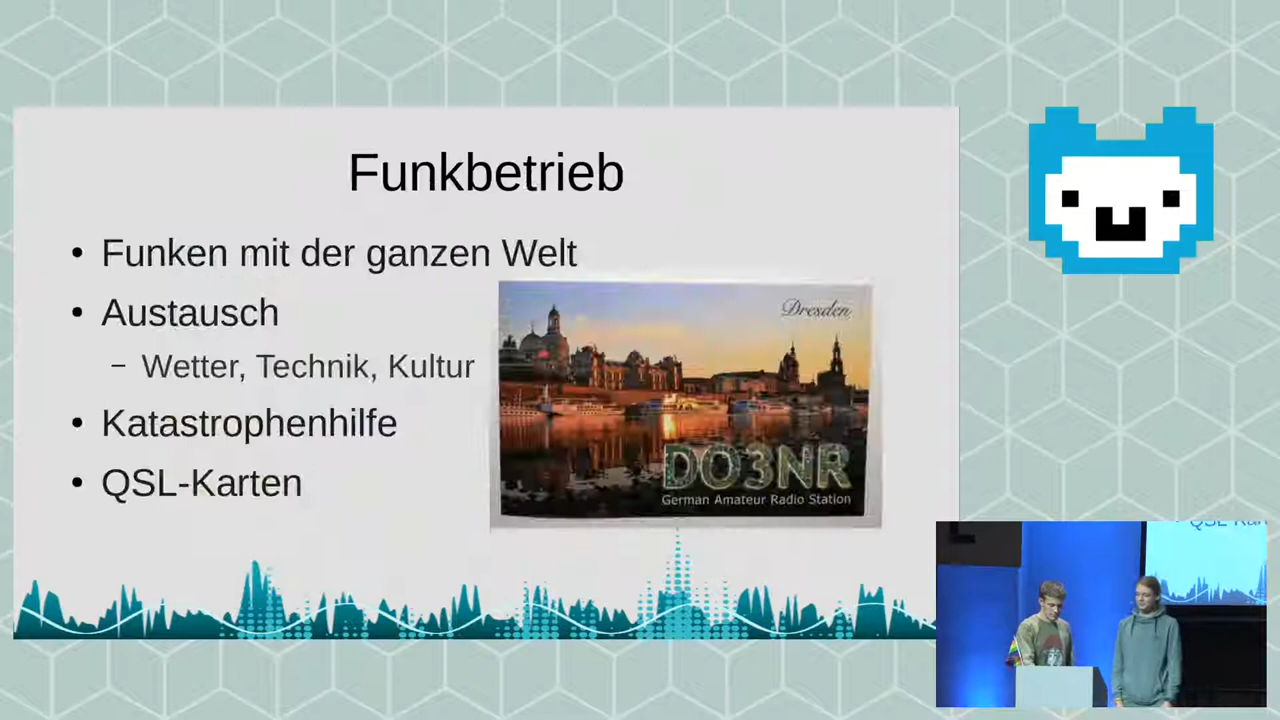 Funkbetrieb
• Funken mit der ganzen Welt
• Austausch
– Wetter, Technik, Kultur
• Katastrophenhilfe
• QSL-Karten
Dresden
DO3NR
German Amateur Radio Station